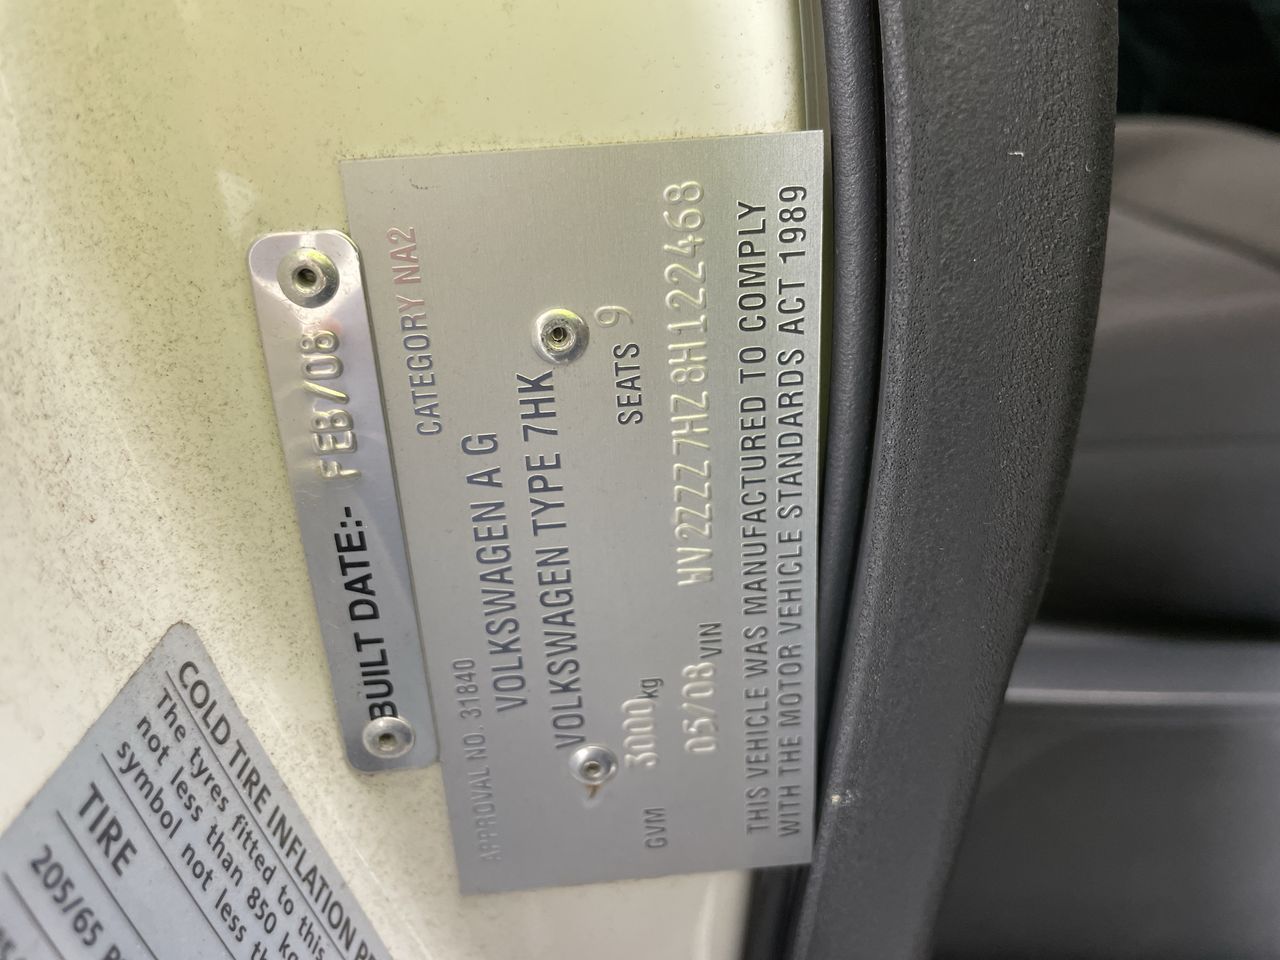 BUILT DATE:- FEB/08
APPROVAL NO. 31840 CATEGORY NA2
VOLKSWAGEN A G
VOLKSWAGEN TYPE 7HK
GVM 3000kg SEATS 9
05/08 VIN WV2ZZZ7HZ8H122468
THIS VEHICLE WAS MANUFACTURED TO COMPLY
WITH THE MOTOR VEHICLE STANDARDS ACT 1989
COLD TIRE INFLATION
The tyres fitted to this
not less than 850 kg
symbol not less
TIRE
205/65